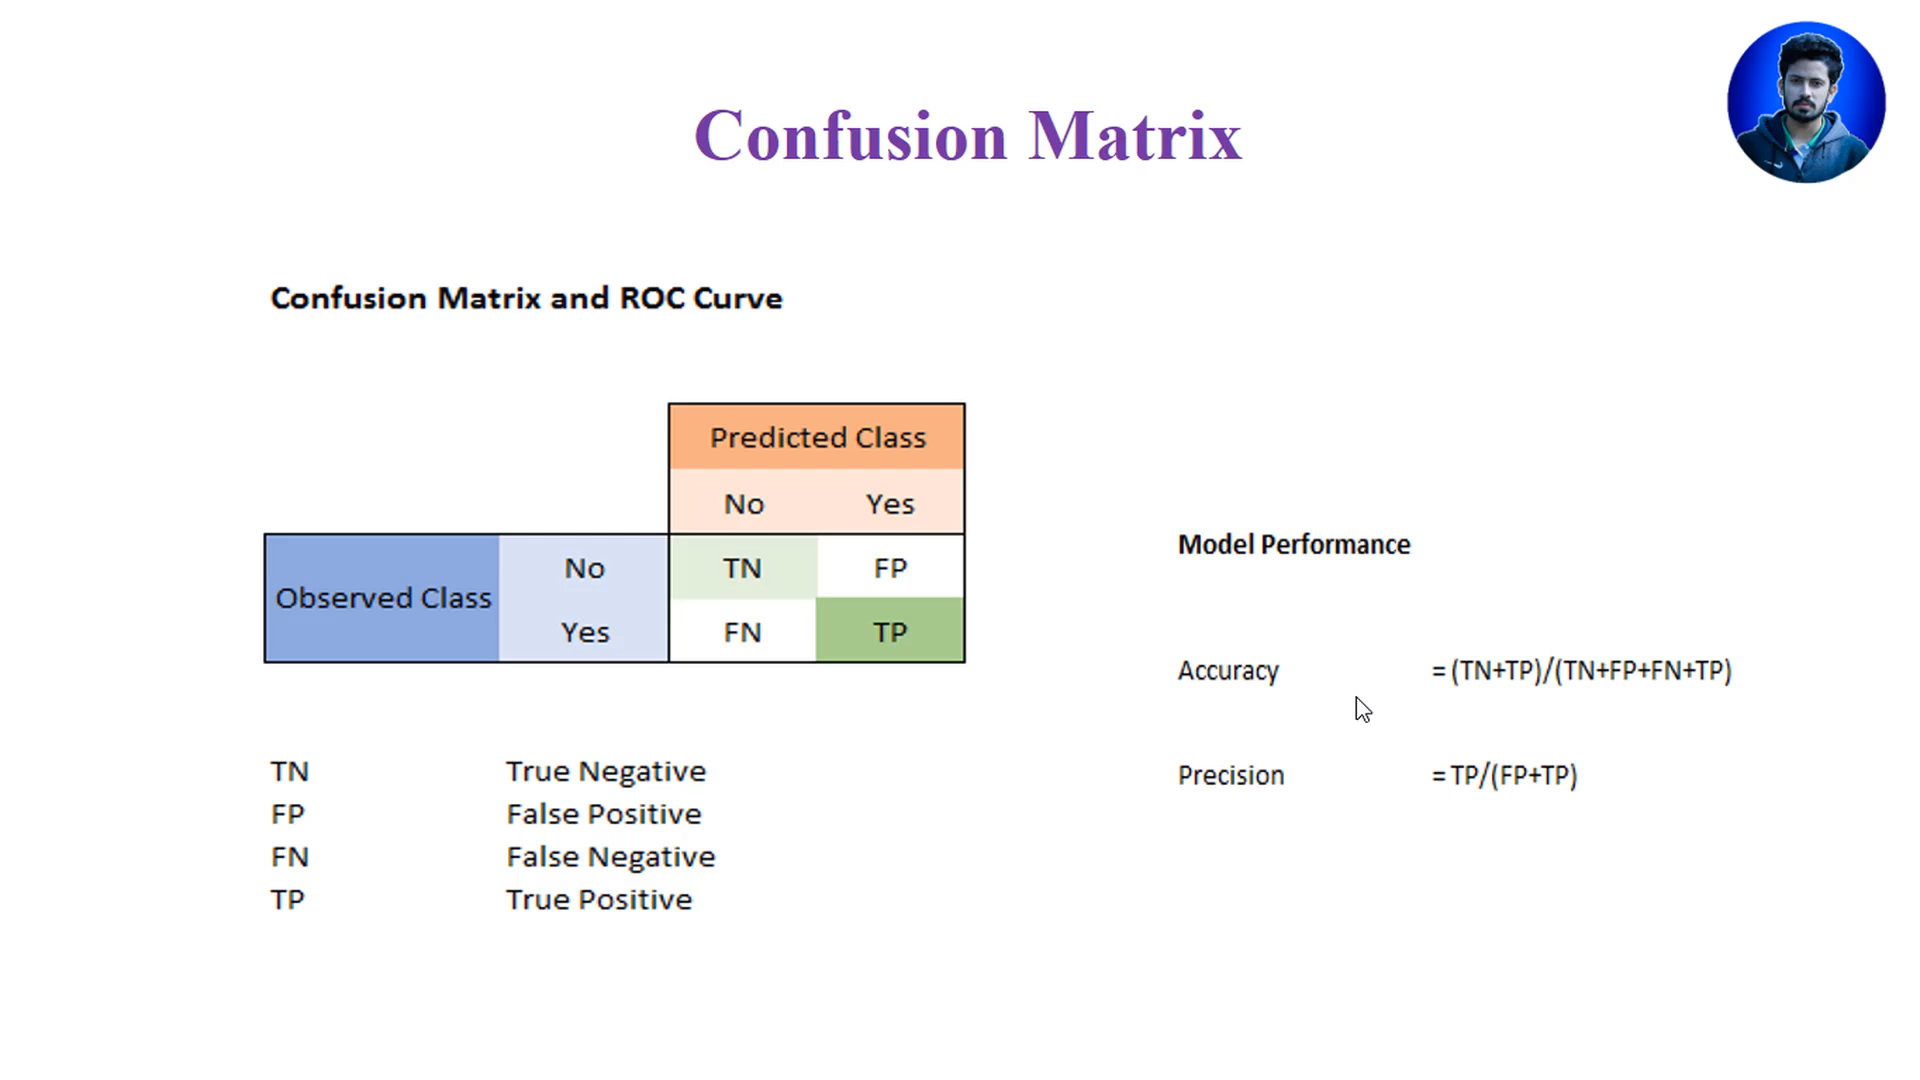 Confusion Matrix
Confusion Matrix and ROC Curve
Predicted Class
No Yes
Observed Class
No TN FP
Yes FN TP
TN True Negative
FP False Positive
FN False Negative
TP True Positive
Model Performance
Accuracy = (TN+TP)/(TN+FP+FN+TP)
Precision = TP/(FP+TP)